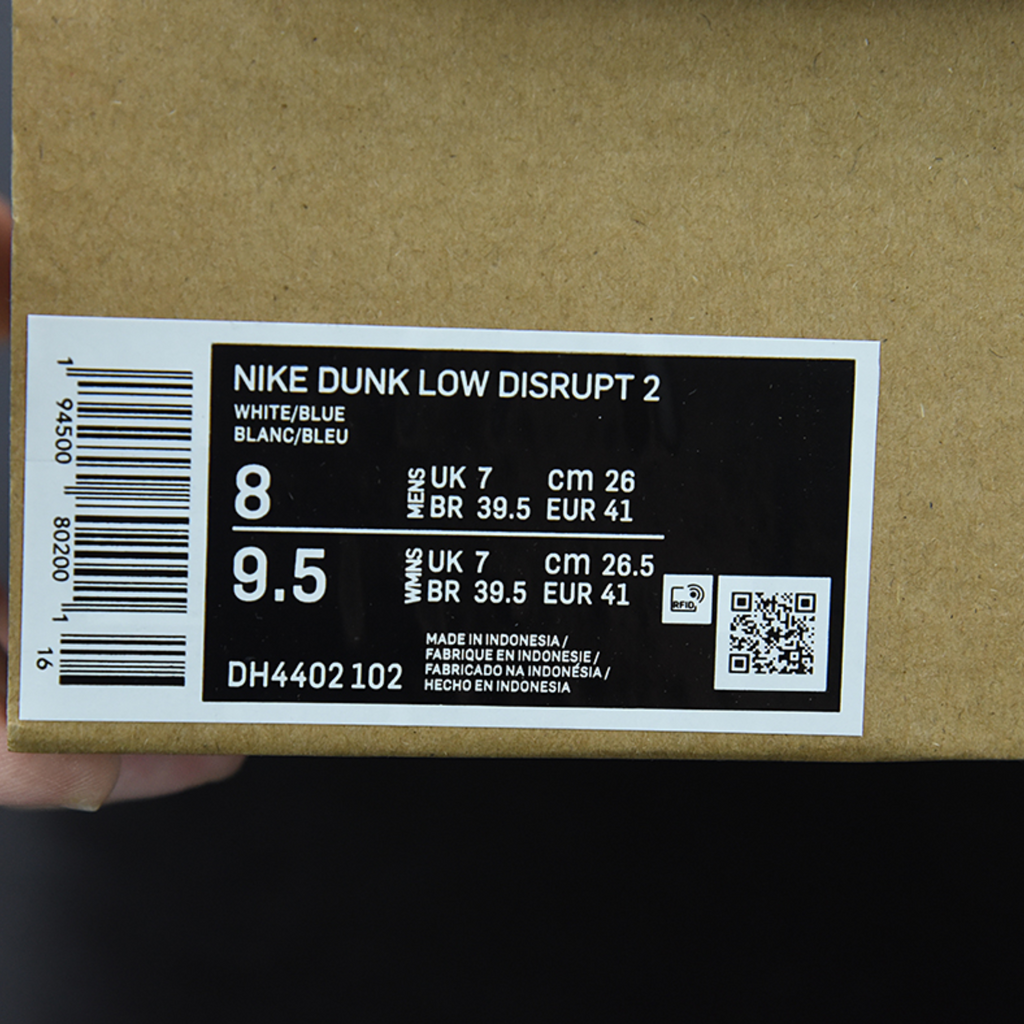 NIKE DUNK LOW DISRUPT 2
WHITE/BLUE
BLANC/BLEU
8 MENS UK 7 cm 26
BR 39.5 EUR 41
9.5 WMNS UK 7 cm 26.5
BR 39.5 EUR 41
MADE IN INDONESIA /
FABRIQUE EN INDONESIE /
FABRICADO NA INDONÉSIA /
HECHO EN INDONESIA
DH4402 102
RFID
1 94500 80200 1 16